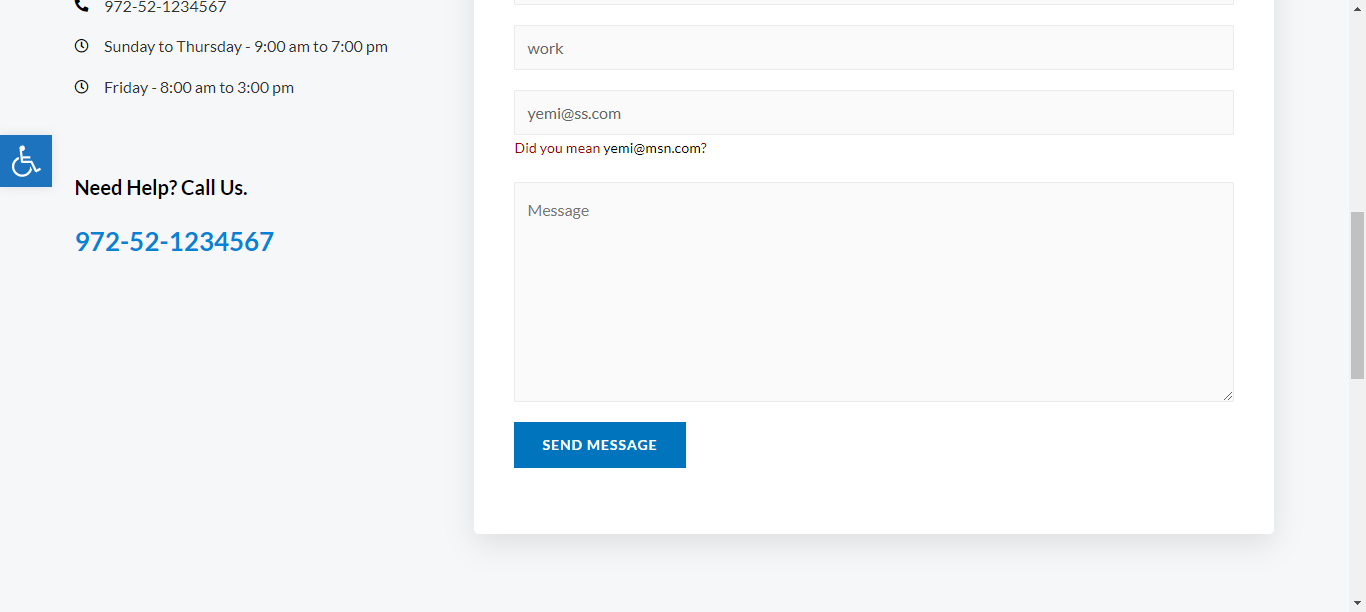 972-52-1234567
Sunday to Thursday - 9:00 am to 7:00 pm
Friday - 8:00 am to 3:00 pm
Need Help? Call Us.
972-52-1234567
work
yemi@ss.com
Did you mean yemi@msn.com?
Message
SEND MESSAGE